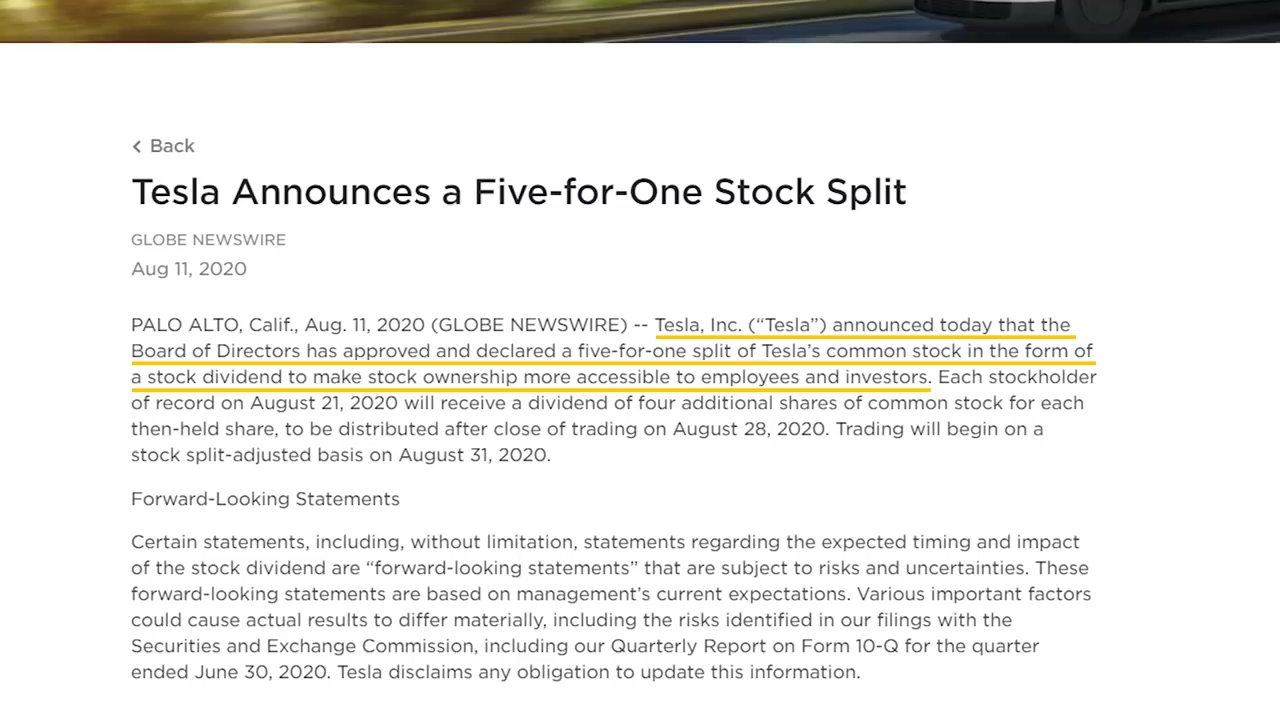 Back
Tesla Announces a Five-for-One Stock Split
GLOBE NEWSWIRE
Aug 11, 2020
PALO ALTO, Calif., Aug. 11, 2020 (GLOBE NEWSWIRE) -- Tesla, Inc. (“Tesla”) announced today that the
Board of Directors has approved and declared a five-for-one split of Tesla’s common stock in the form of
a stock dividend to make stock ownership more accessible to employees and investors. Each stockholder
of record on August 21, 2020 will receive a dividend of four additional shares of common stock for each
then-held share, to be distributed after close of trading on August 28, 2020. Trading will begin on a
stock split-adjusted basis on August 31, 2020.
Forward-Looking Statements
Certain statements, including, without limitation, statements regarding the expected timing and impact
of the stock dividend are “forward-looking statements” that are subject to risks and uncertainties. These
forward-looking statements are based on management’s current expectations. Various important factors
could cause actual results to differ materially, including the risks identified in our filings with the
Securities and Exchange Commission, including our Quarterly Report on Form 10-Q for the quarter
ended June 30, 2020. Tesla disclaims any obligation to update this information.